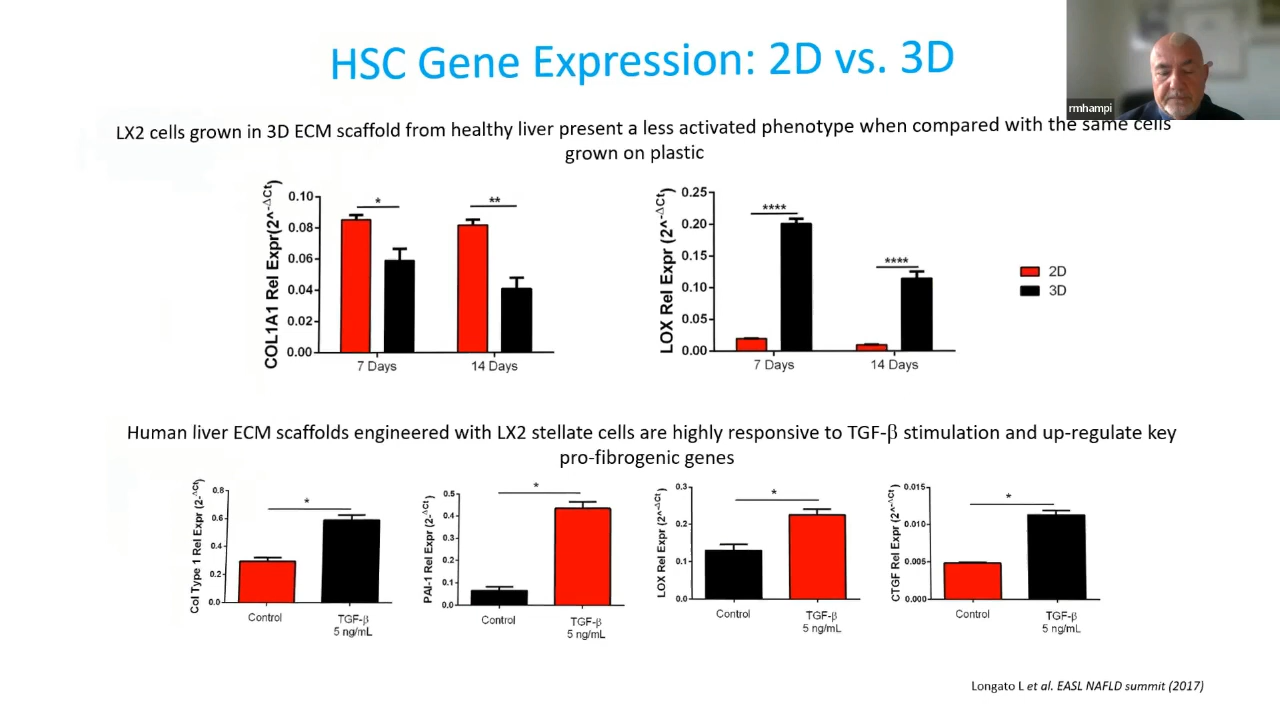 HSC Gene Expression: 2D vs. 3D
rmhampi
LX2 cells grown in 3D ECM scaffold from healthy liver present a less activated phenotype when compared with the same cells
grown on plastic
COL1A1 Rel Expr(2^-ΔCt)
0.10
0.08
0.06
0.04
0.02
0.00
*
**
7 Days
14 Days
LOX Rel Expr (2^-ΔCt)
0.25
0.20
0.15
0.10
0.05
0.00
****
****
7 Days
14 Days
2D
3D
Human liver ECM scaffolds engineered with LX2 stellate cells are highly responsive to TGF-β stimulation and up-regulate key
pro-fibrogenic genes
Col Type 1 Rel Expr (2-ΔCt)
0.8
0.6
0.4
0.2
0.0
*
Control
TGF-β
5 ng/mL
PAI-1 Rel Expr (2-ΔCt)
0.5
0.4
0.3
0.2
0.1
0.0
*
Control
TGF-β
5 ng/mL
LOX Rel Expr (2^-ΔCt)
0.3
0.2
0.1
0.0
*
Control
TGF-β
5 ng/mL
CTGF Rel Expr (2^-ΔCt)
0.015
0.010
0.005
0.000
*
Control
TGF-β
5 ng/mL
Longato L et al. EASL NAFLD summit (2017)